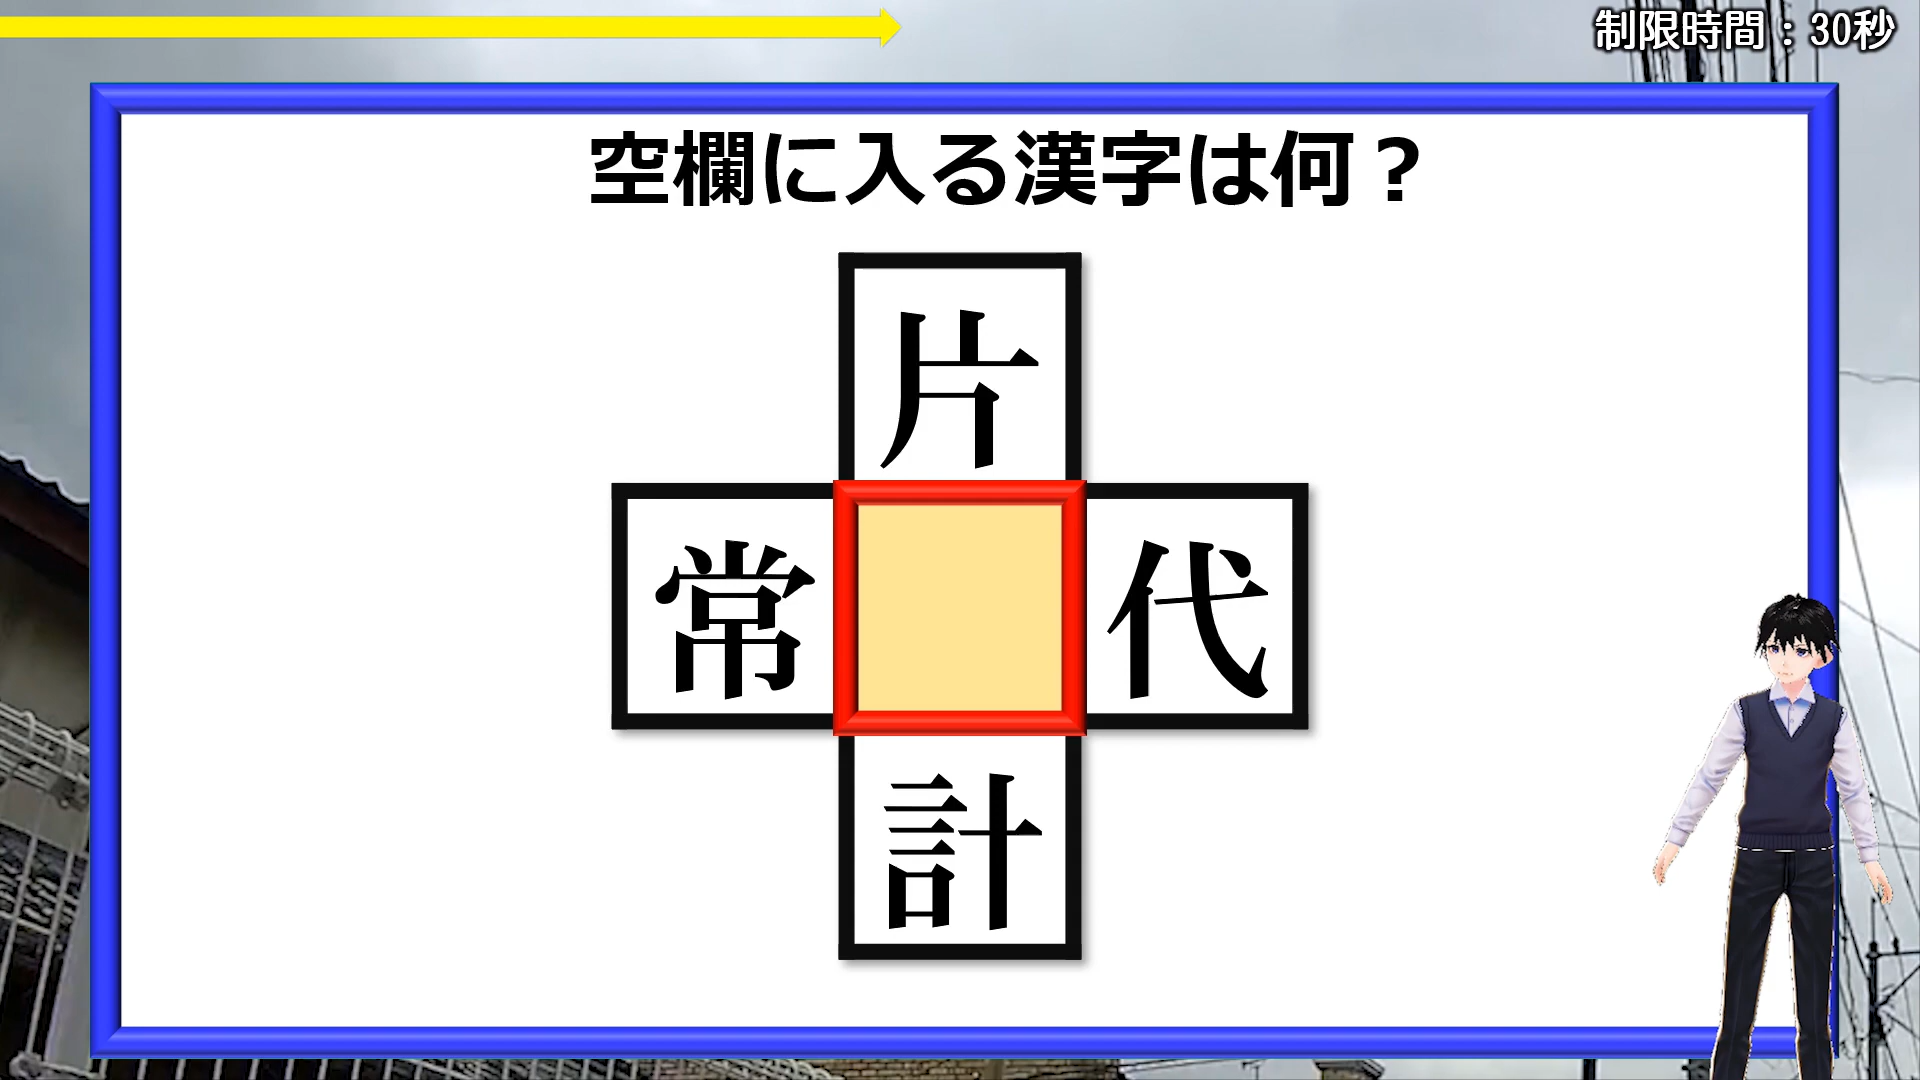 制限時間：30秒
空欄に入る漢字は何？
片
常 代
計